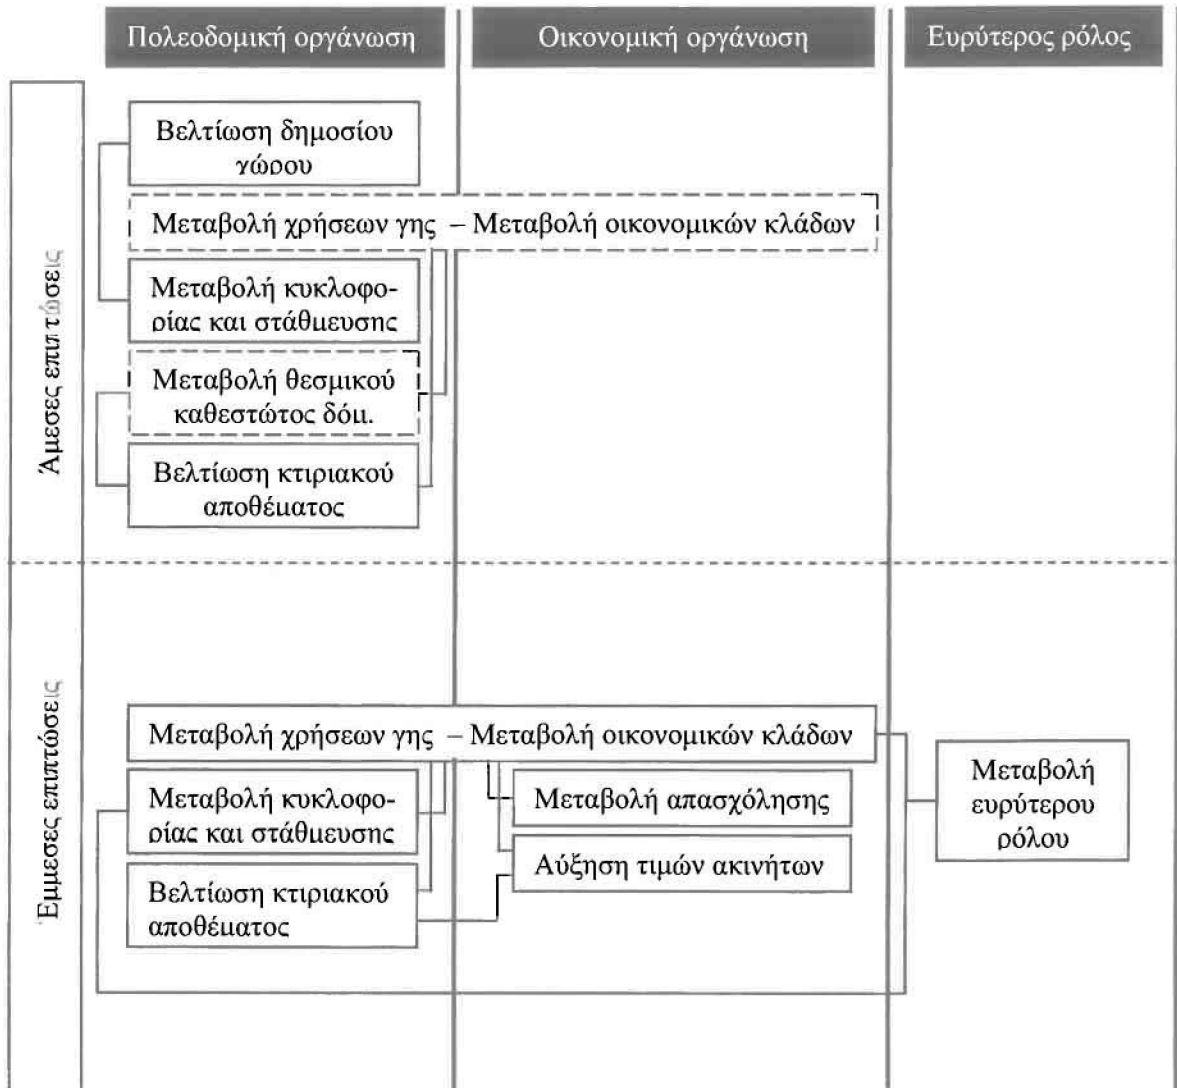 Πολεοδομική οργάνωση
Οικονομική οργάνωση
Ευρύτερος ρόλος
Άμεσες επιπτώσεις
Βελτίωση δημοσίου
χώρου
Μεταβολή χρήσεων γης – Μεταβολή οικονομικών κλάδων
Μεταβολή κυκλοφο-
ρίας και στάθμευσης
Μεταβολή θεσμικού
καθεστώτος δόμ.
Βελτίωση κτιριακού
αποθέματος
Έμμεσες επιπτώσεις
Μεταβολή χρήσεων γης – Μεταβολή οικονομικών κλάδων
Μεταβολή κυκλοφο-
ρίας και στάθμευσης
Μεταβολή απασχόλησης
Αύξηση τιμών ακινήτων
Βελτίωση κτιριακού
αποθέματος
Μεταβολή
ευρύτερου
ρόλου